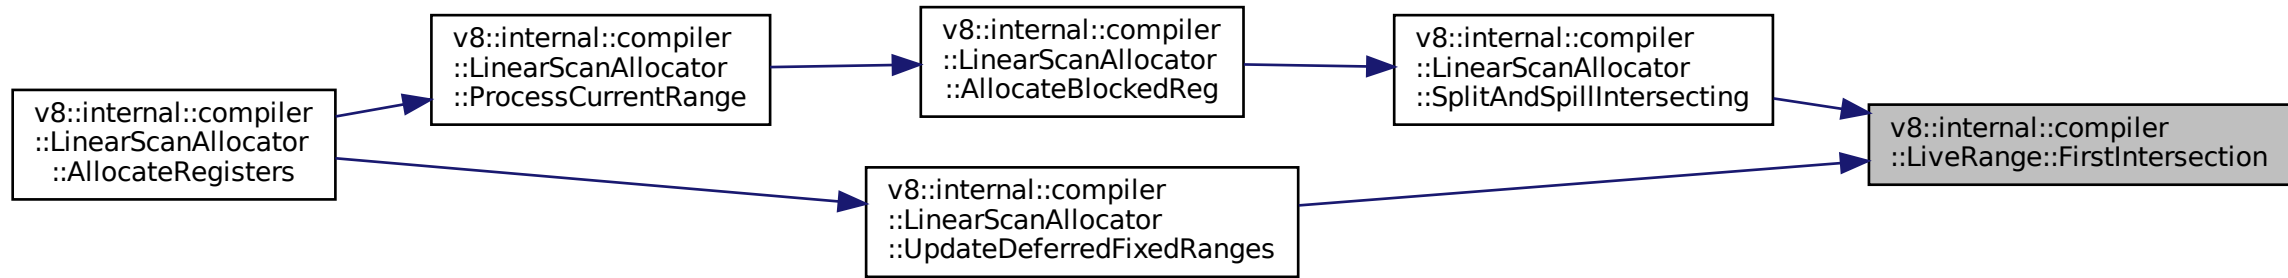 v8::internal::compiler
::LinearScanAllocator
::AllocateRegisters
v8::internal::compiler
::LinearScanAllocator
::ProcessCurrentRange
v8::internal::compiler
::LinearScanAllocator
::AllocateBlockedReg
v8::internal::compiler
::LinearScanAllocator
::SplitAndSpillIntersecting
v8::internal::compiler
::LiveRange::FirstIntersection
v8::internal::compiler
::LinearScanAllocator
::UpdateDeferredFixedRanges